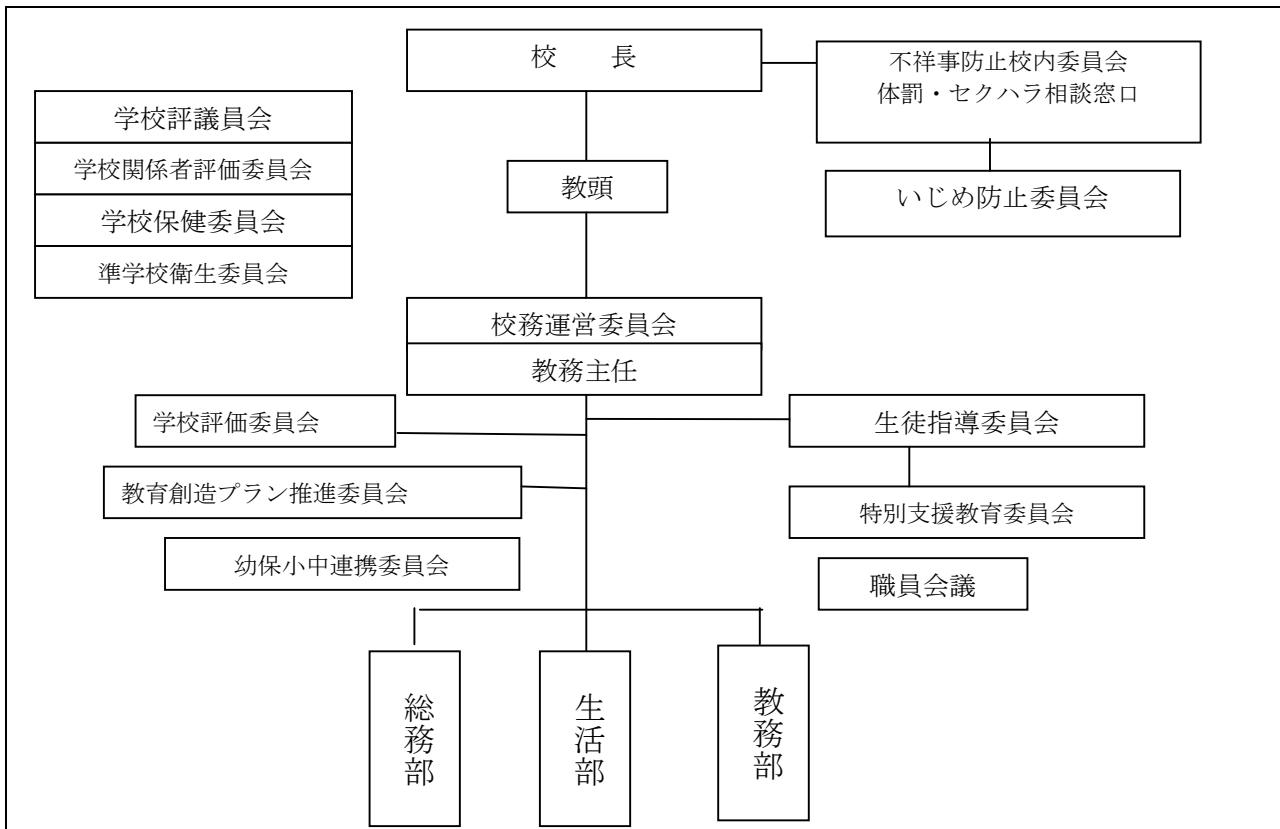 校　　長
不祥事防止校内委員会
体罰・セクハラ相談窓口
学校評議員会
学校関係者評価委員会
学校保健委員会
準学校衛生委員会
教頭
いじめ防止委員会
校務運営委員会
教務主任
学校評価委員会
生徒指導委員会
教育創造プラン推進委員会
特別支援教育委員会
幼保小中連携委員会
職員会議
総務部
生活部
教務部